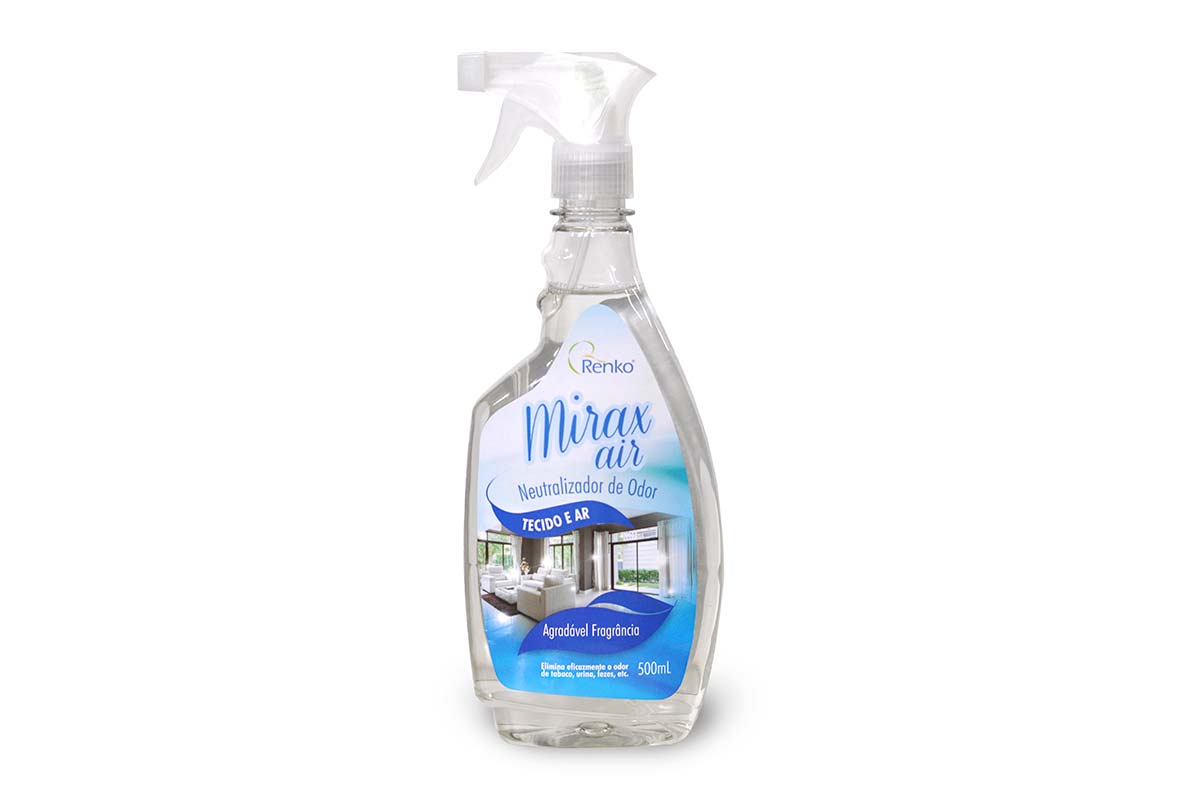 Renko®
Mirax
air
Neutralizador de Odor
TECIDO E AR
Agradável Fragrância
Elimina eficazmente o odor
de tabaco, urina, fezes, etc.
500mL